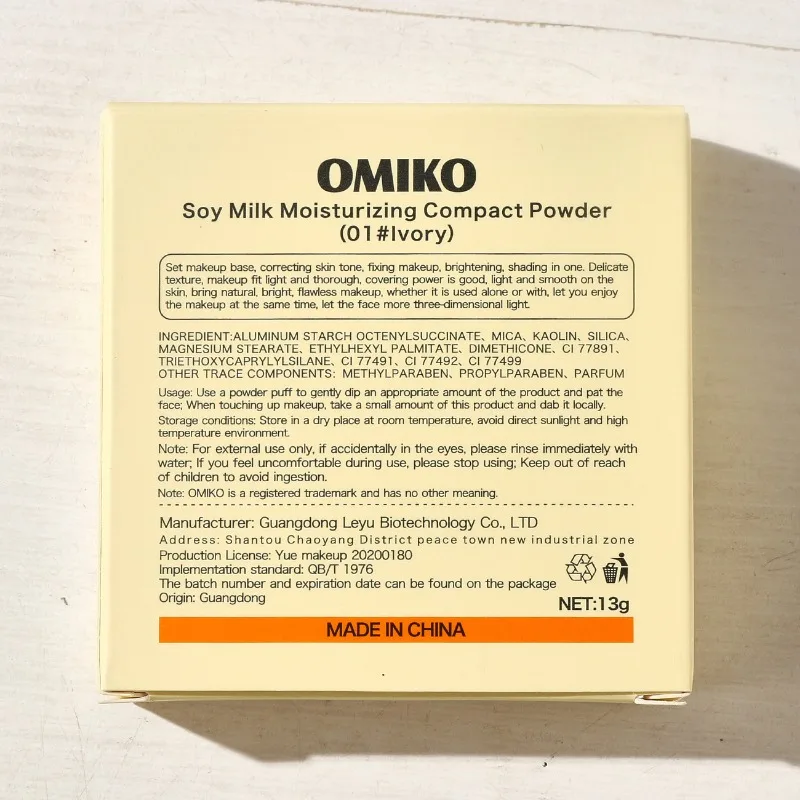 OMIKO
Soy Milk Moisturizing Compact Powder
(01#Ivory)
Set makeup base, correcting skin tone, fixing makeup, brightening, shading in one. Delicate
texture, makeup fit light and thorough, covering power is good, light and smooth on the
skin, bring natural, bright, flawless makeup, whether it is used alone or with, let you enjoy
the makeup at the same time, let the face more three-dimensional light.
INGREDIENT:ALUMINUM STARCH OCTENYLSUCCINATE、MICA、KAOLIN、SILICA、
MAGNESIUM STEARATE、ETHYLHEXYL PALMITATE、DIMETHICONE、CI 77891、
TRIETHOXYCAPRYLYLSILANE、CI 77491、CI 77492、CI 77499
OTHER TRACE COMPONENTS: METHYLPARABEN、PROPYLPARABEN、PARFUM
Usage: Use a powder puff to gently dip an appropriate amount of the product and pat the
face; When touching up makeup, take a small amount of this product and dab it locally.
Storage conditions: Store in a dry place at room temperature, avoid direct sunlight and high
temperature environment.
Note: For external use only, if accidentally in the eyes, please rinse immediately with
water; If you feel uncomfortable during use, please stop using; Keep out of reach
of children to avoid ingestion.
Note: OMIKO is a registered trademark and has no other meaning.
Manufacturer: Guangdong Leyu Biotechnology Co., LTD
Address: Shantou Chaoyang District peace town new industrial zone
Production License: Yue makeup 20200180
Implementation standard: QB/T 1976
The batch number and expiration date can be found on the package
Origin: Guangdong
NET:13g
MADE IN CHINA